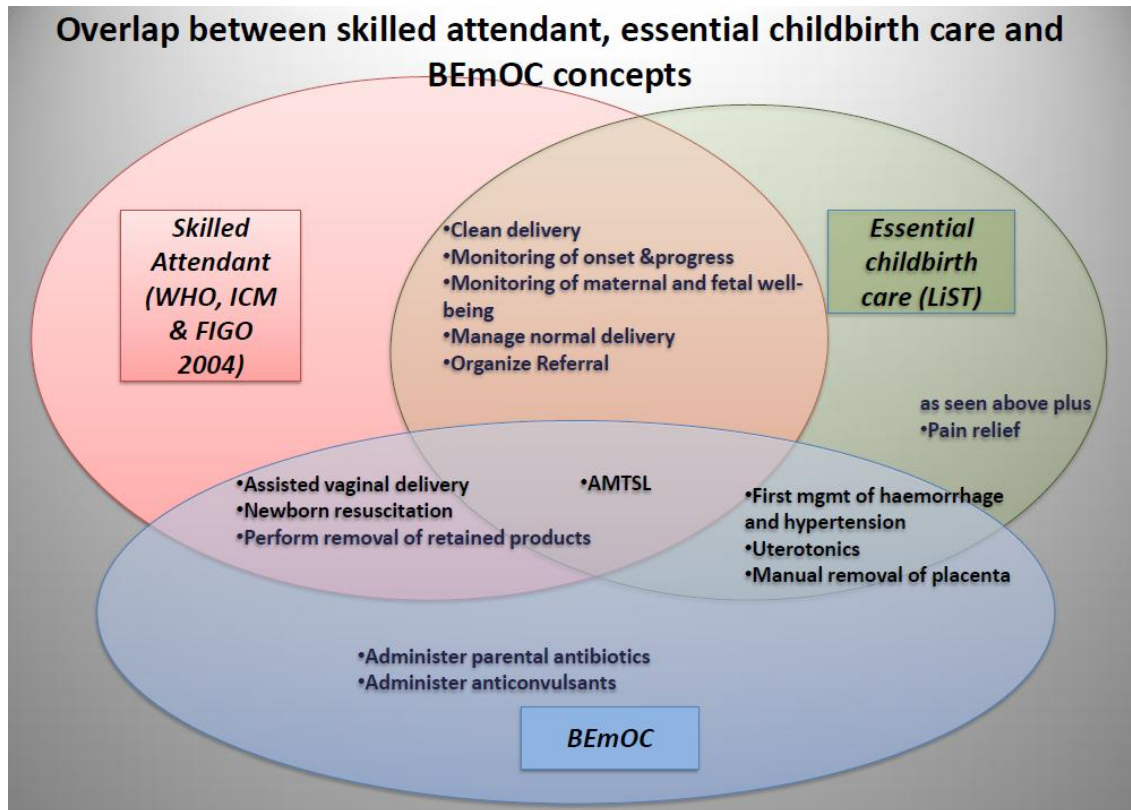 Overlap between skilled attendant, essential childbirth care and
BEmOC concepts
Skilled
Attendant
(WHO, ICM
& FIGO
2004)
•Clean delivery
•Monitoring of onset &progress
•Monitoring of maternal and fetal well-
being
•Manage normal delivery
•Organize Referral
Essential
childbirth
care (LiST)
as seen above plus
•Pain relief
•Assisted vaginal delivery
•Newborn resuscitation
•Perform removal of retained products
•AMTSL
•First mgmt of haemorrhage
and hypertension
•Uterotonics
•Manual removal of placenta
•Administer parental antibiotics
•Administer anticonvulsants
BEmOC